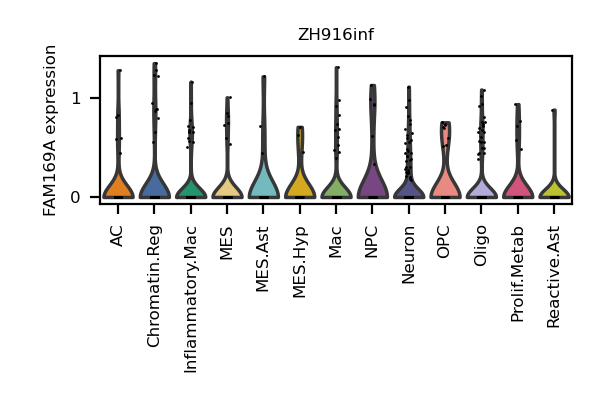 ZH916inf
FAM169A expression
1
0
AC
Chromatin.Reg
Inflammatory.Mac
MES
MES.Ast
MES.Hyp
Mac
NPC
Neuron
OPC
Oligo
Prolif.Metab
Reactive.Ast